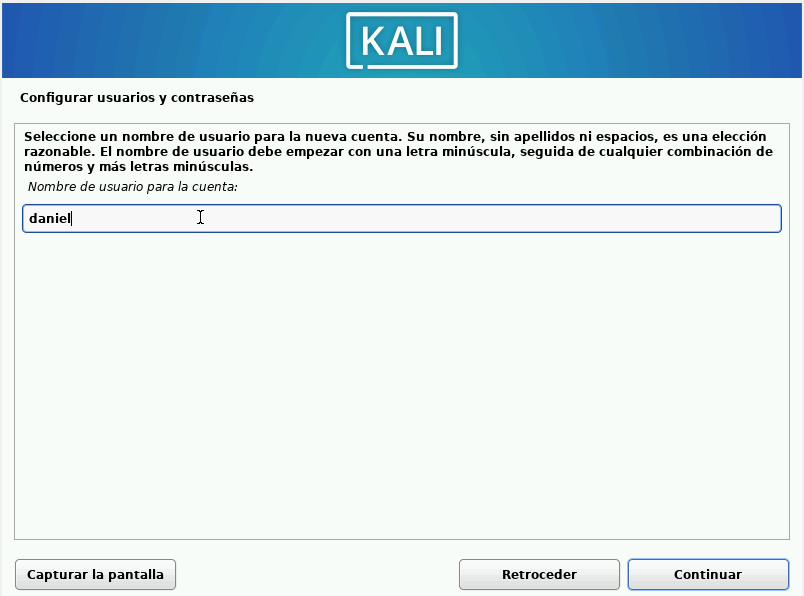 KALI
Configurar usuarios y contraseñas
Seleccione un nombre de usuario para la nueva cuenta. Su nombre, sin apellidos ni espacios, es una elección
razonable. El nombre de usuario debe empezar con una letra minúscula, seguida de cualquier combinación de
números y más letras minúsculas.
Nombre de usuario para la cuenta:
daniel
Capturar la pantalla
Retroceder
Continuar